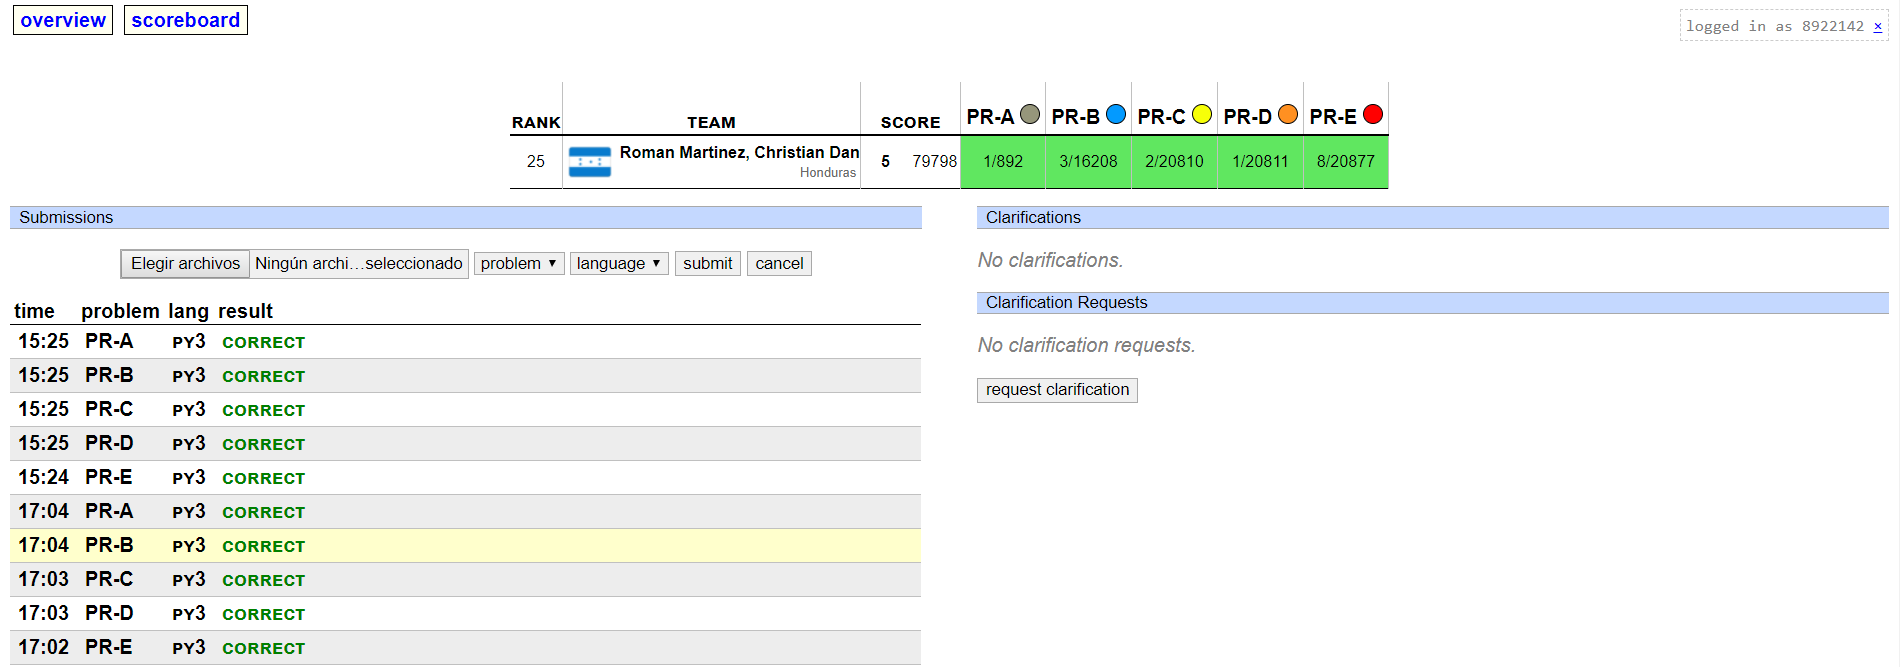 overview scoreboard
logged in as 8922142 ×
RANK TEAM SCORE PR-A PR-B PR-C PR-D PR-E
25 Roman Martinez, Christian Dan 5 79798 1/892 3/16208 2/20810 1/20811 8/20877
Honduras
Submissions
Elegir archivos Ningún archi…seleccionado problem ▼ language ▼ submit cancel
time problem lang result
15:25 PR-A PY3 CORRECT
15:25 PR-B PY3 CORRECT
15:25 PR-C PY3 CORRECT
15:25 PR-D PY3 CORRECT
15:24 PR-E PY3 CORRECT
17:04 PR-A PY3 CORRECT
17:04 PR-B PY3 CORRECT
17:03 PR-C PY3 CORRECT
17:03 PR-D PY3 CORRECT
17:02 PR-E PY3 CORRECT
Clarifications
No clarifications.
Clarification Requests
No clarification requests.
request clarification